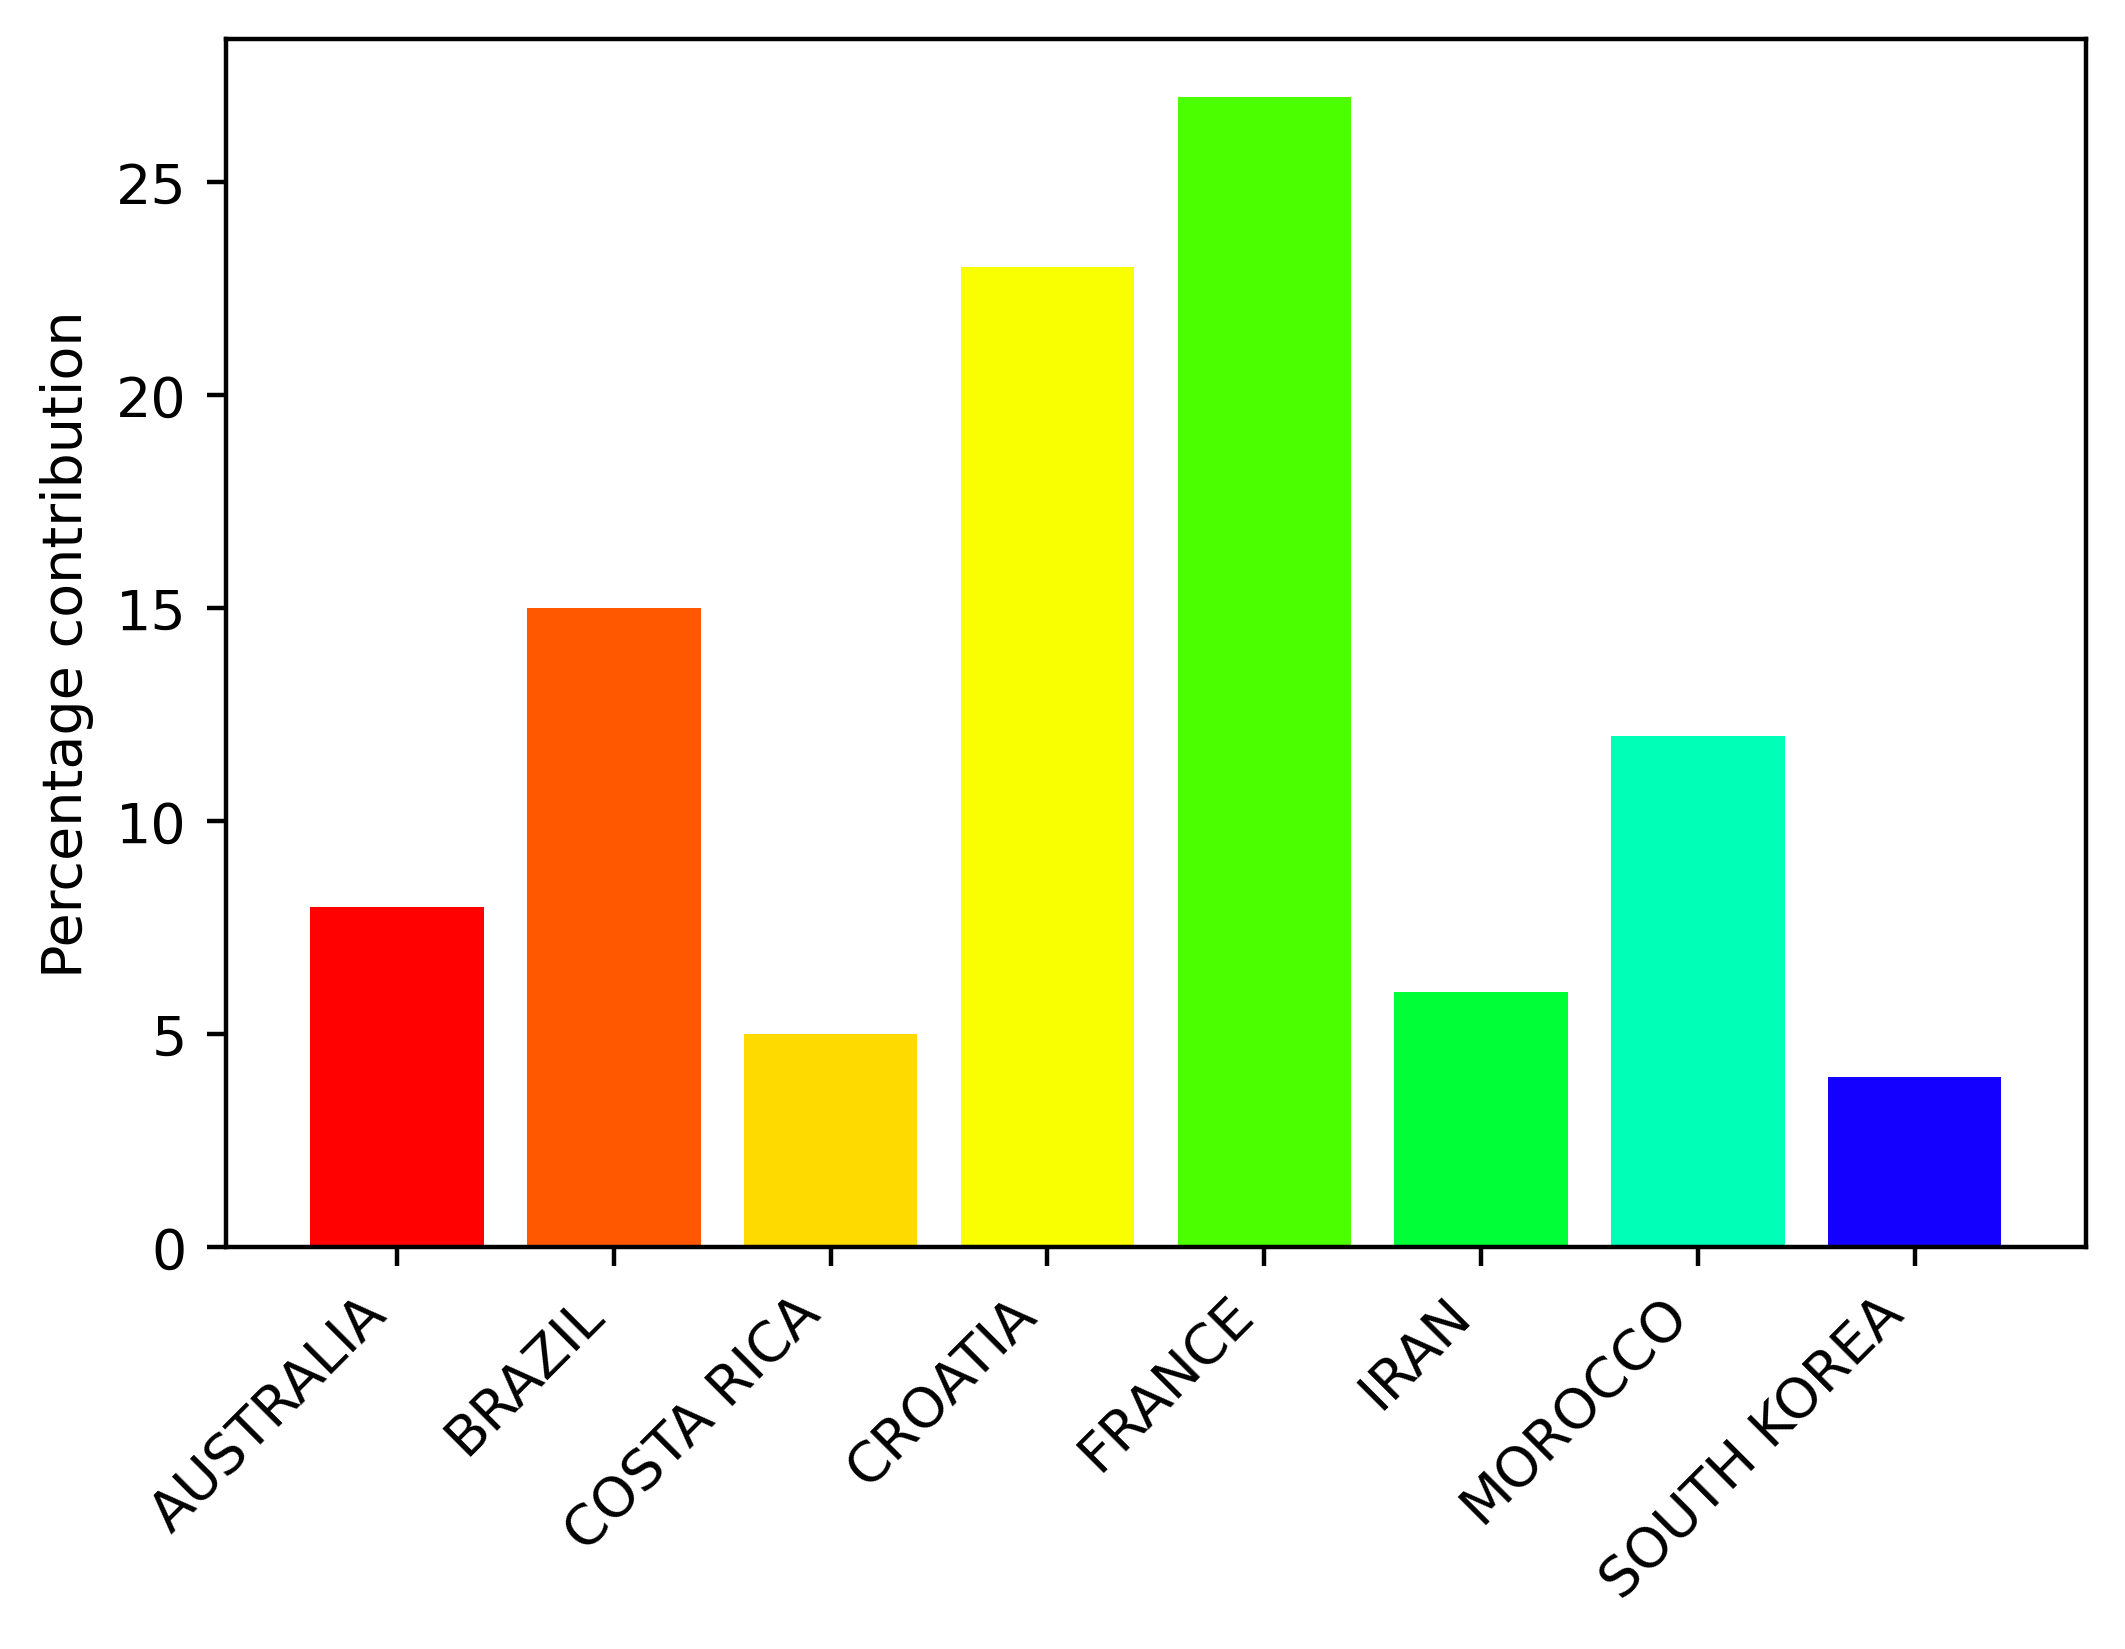 Percentage contribution
25
20
15
10
5
0
AUSTRALIA
BRAZIL
COSTA RICA
CROATIA
FRANCE
IRAN
MOROCCO
SOUTH KOREA